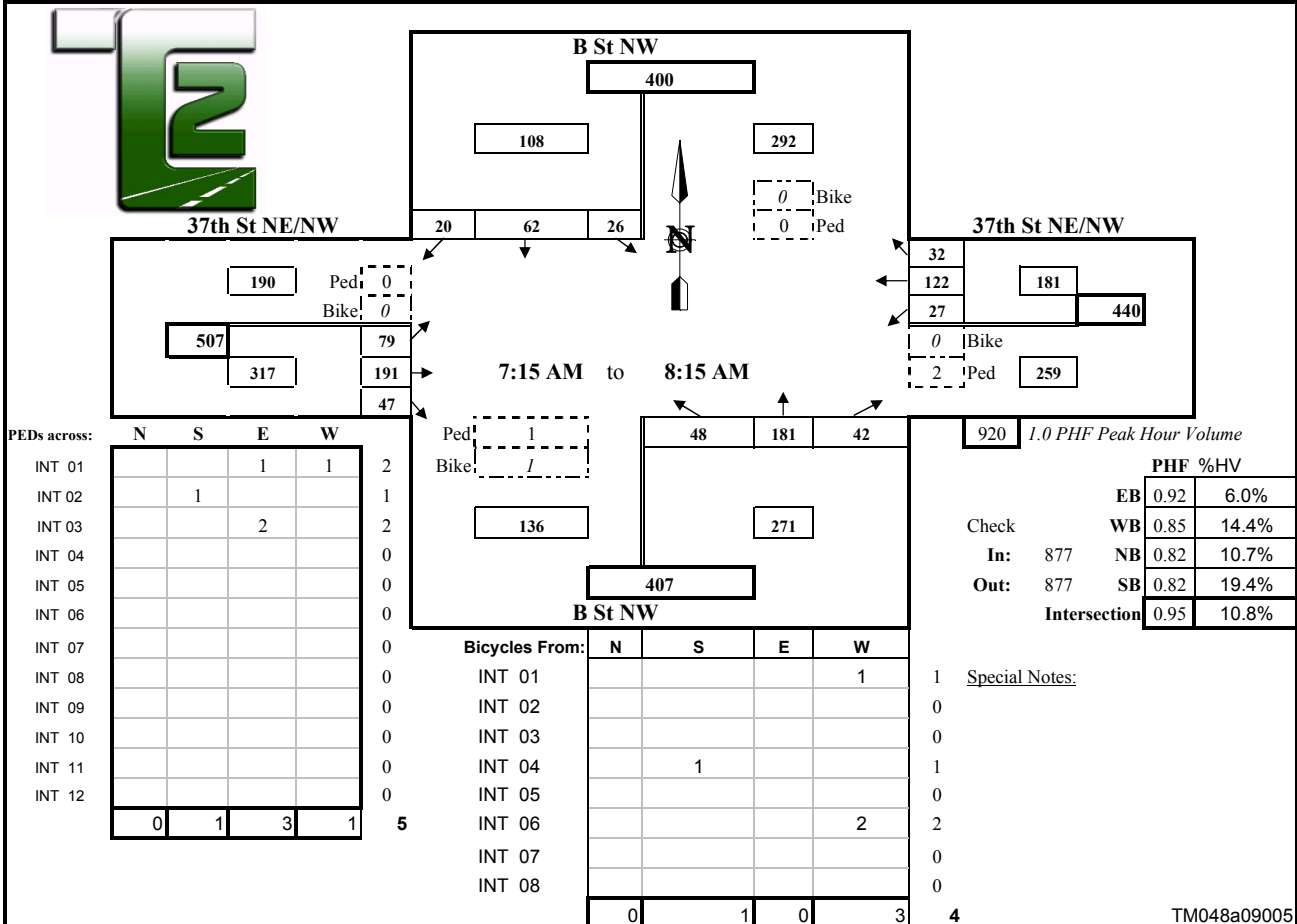 T2
B St NW
400
108
292
0 Bike
0 Ped
37th St NE/NW
20 62 26
N
37th St NE/NW
32
190 Ped 0
122 181
Bike 0
27 440
507 79
0 Bike
317 191
7:15 AM to 8:15 AM
2 Ped 259
47
PEDs across: N S E W
Ped 1
48 181 42
920 1.0 PHF Peak Hour Volume
INT 01 1 1 2
Bike 1
PHF %HV
INT 02 1 1
EB 0.92 6.0%
INT 03 2 2
136 271
Check WB 0.85 14.4%
INT 04 0
In: 877 NB 0.82 10.7%
INT 05 0
407
Out: 877 SB 0.82 19.4%
INT 06 0
B St NW
Intersection 0.95 10.8%
INT 07 0
Bicycles From: N S E W
INT 08 0
INT 01 1 1
Special Notes:
INT 09 0
INT 02 0
INT 10 0
INT 03 0
INT 11 0
INT 04 1 1
INT 12 0
INT 05 0
0 1 3 1 5
INT 06 2 2
INT 07 0
INT 08 0
0 1 0 3 4
TM048a09005